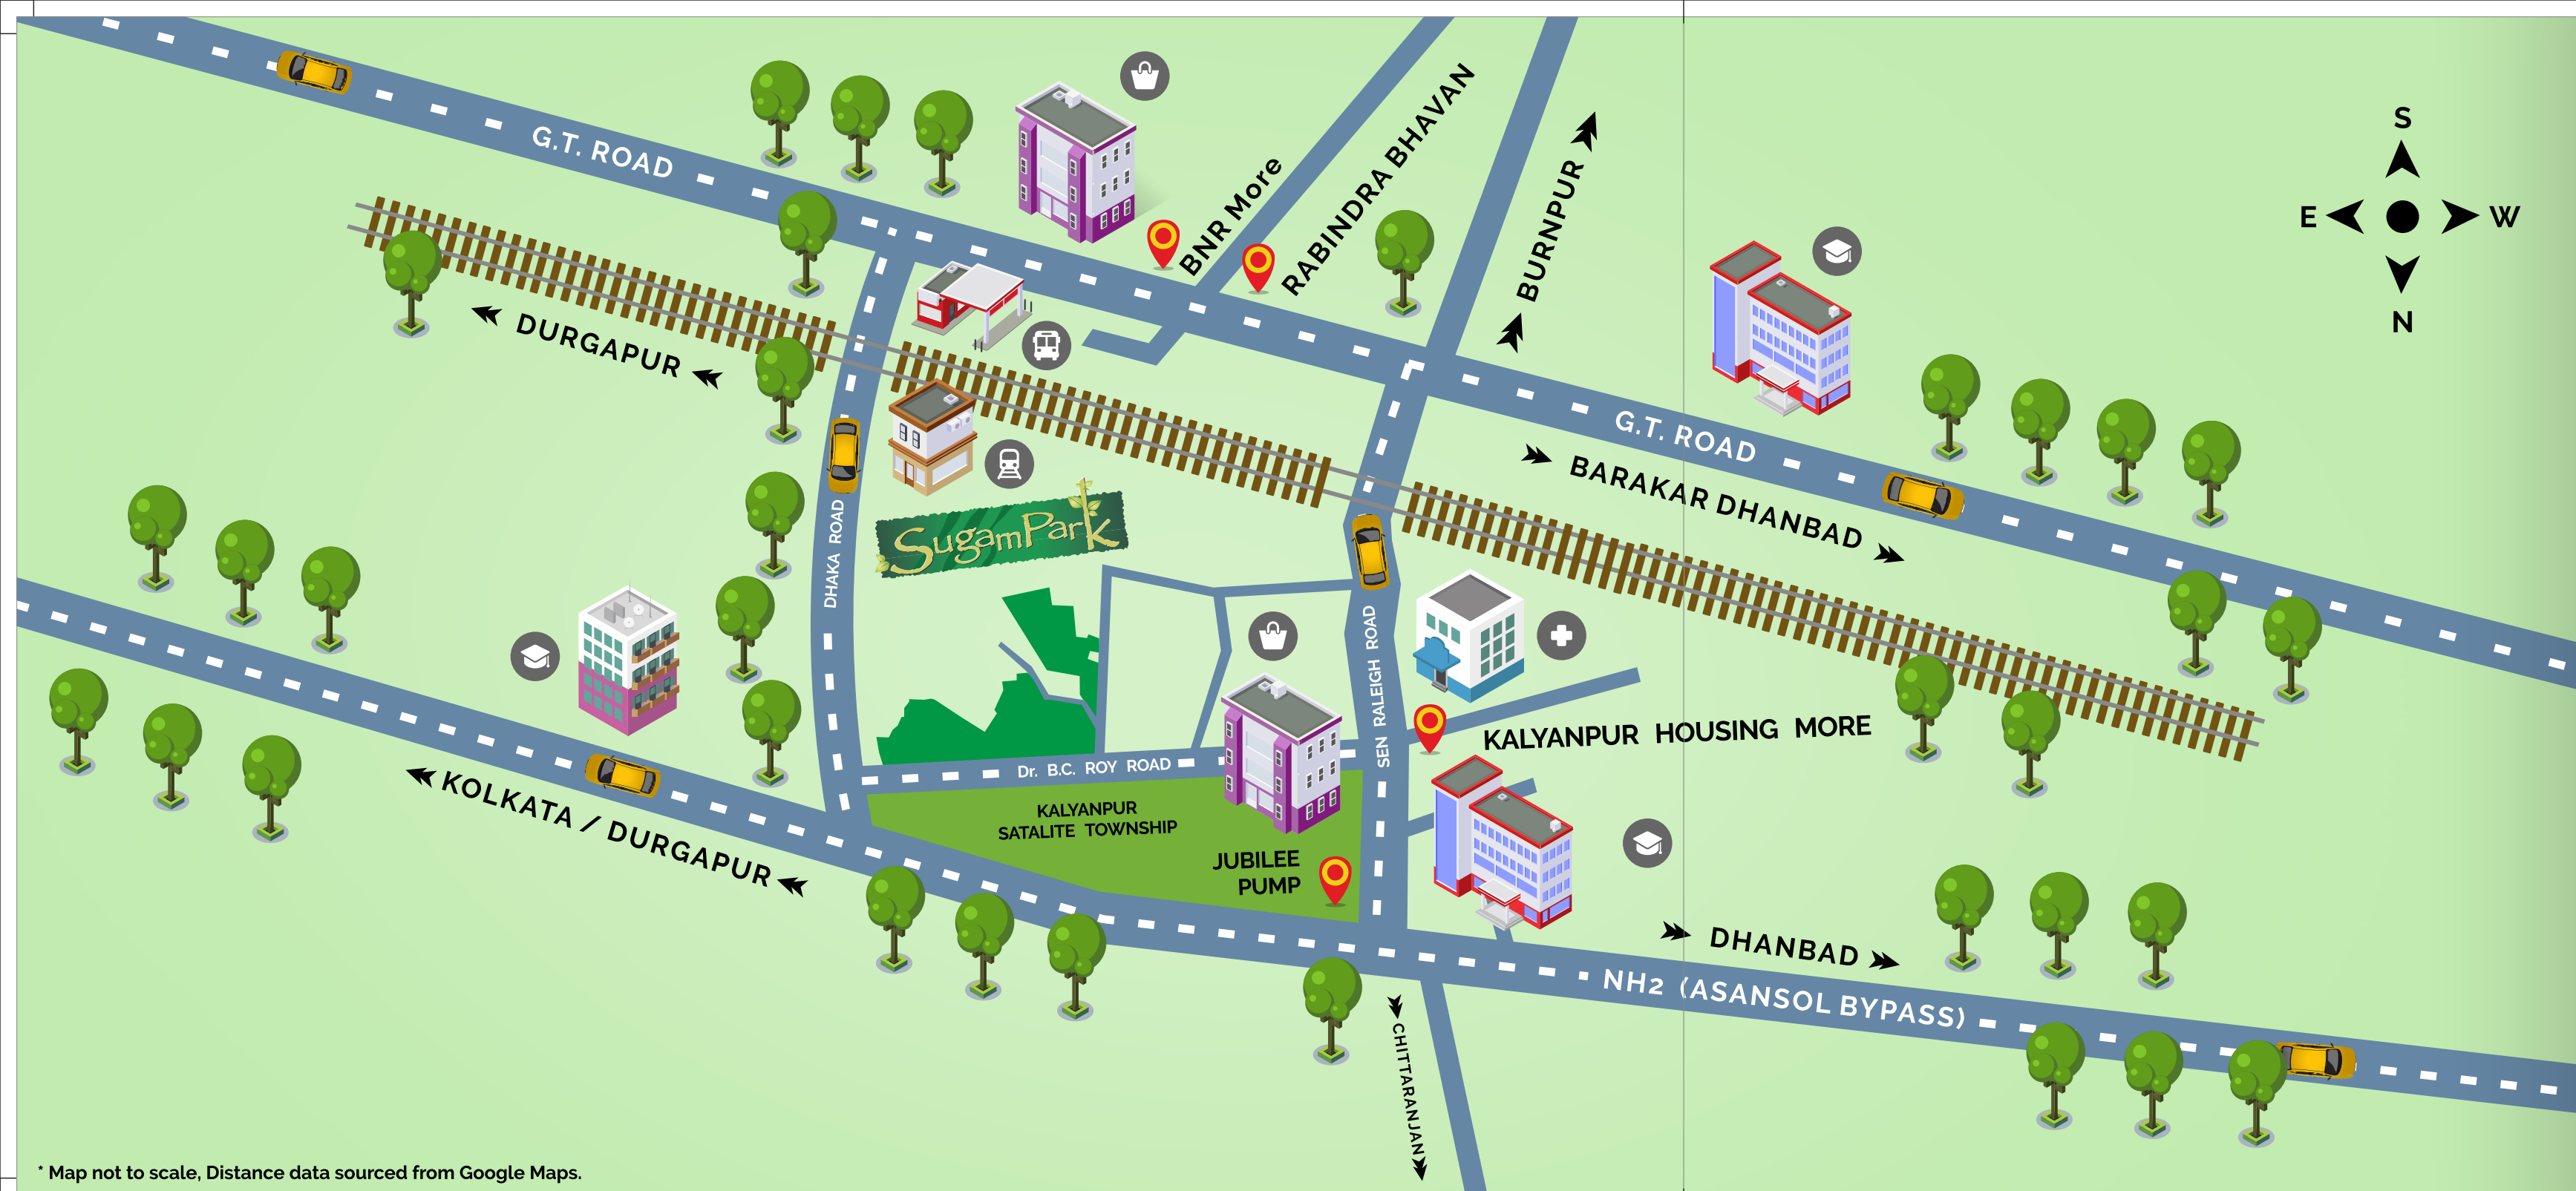 G.T. ROAD
BNR More
RABINDRA BHAVAN
BURNPUR
S
E
W
N
DURGAPUR
G.T. ROAD
BARAKAR DHANBAD
SugamPark
DHAKA ROAD
SEN RALEIGH ROAD
KALYANPUR HOUSING MORE
Dr. B.C. ROY ROAD
KALYANPUR
SATALITE TOWNSHIP
JUBILEE
PUMP
KOLKATA / DURGAPUR
DHANBAD
NH2 (ASANSOL BYPASS)
CHITTARANJAN
* Map not to scale, Distance data sourced from Google Maps.